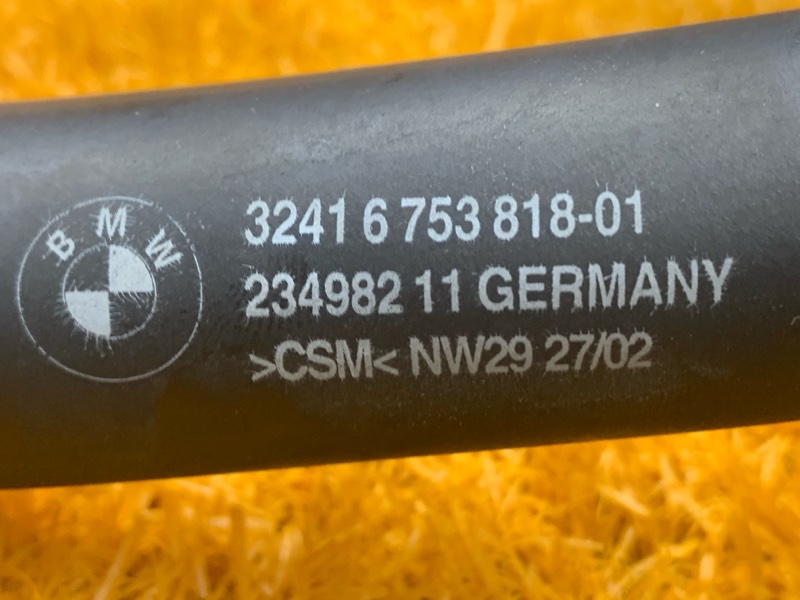 BMW
3241 6 753 818-01
234982 11 GERMANY
>CSM< NW29 27/02